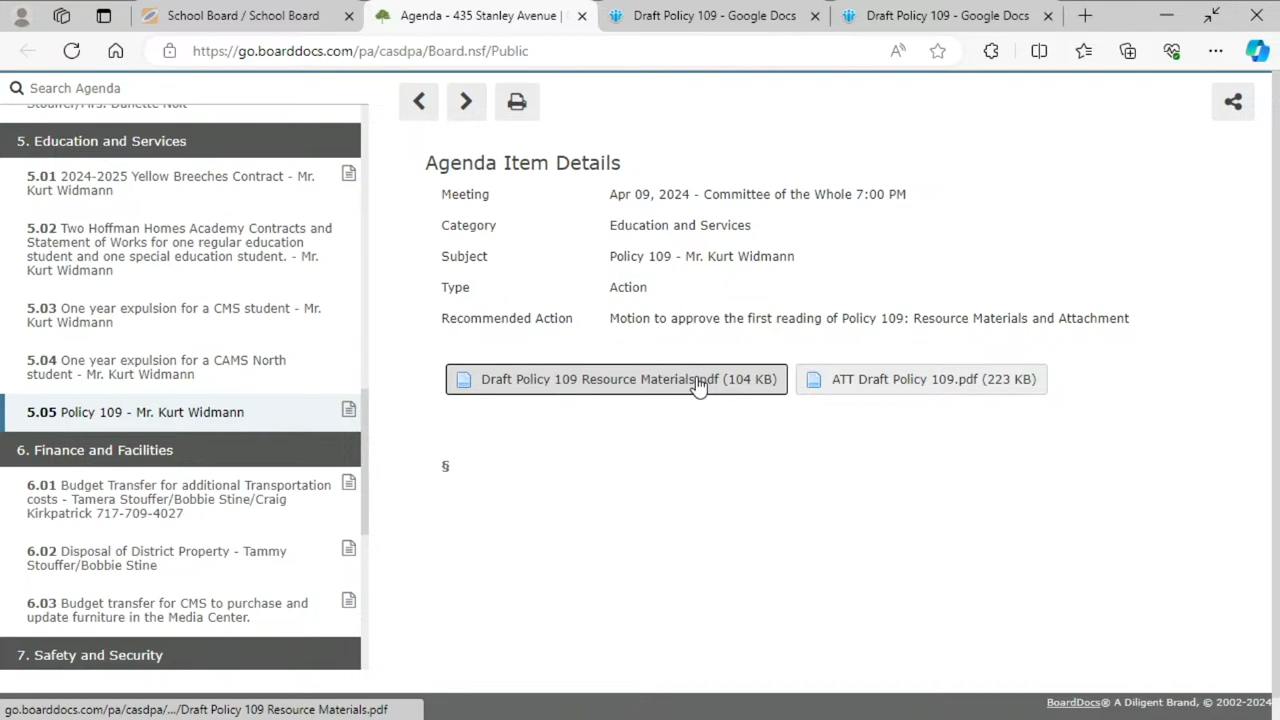 School Board / School Board
Agenda - 435 Stanley Avenue | C
Draft Policy 109 - Google Docs
Draft Policy 109 - Google Docs
https://go.boarddocs.com/pa/casdpa/Board.nsf/Public
Search Agenda
Stouffer/Mrs. Danette Nolt
5. Education and Services
5.01 2024-2025 Yellow Breeches Contract - Mr.
Kurt Widmann
5.02 Two Hoffman Homes Academy Contracts and
Statement of Works for one regular education
student and one special education student. - Mr.
Kurt Widmann
5.03 One year expulsion for a CMS student - Mr.
Kurt Widmann
5.04 One year expulsion for a CAMS North
student - Mr. Kurt Widmann
5.05 Policy 109 - Mr. Kurt Widmann
6. Finance and Facilities
6.01 Budget Transfer for additional Transportation
costs - Tamera Stouffer/Bobbie Stine/Craig
Kirkpatrick 717-709-4027
6.02 Disposal of District Property - Tammy
Stouffer/Bobbie Stine
6.03 Budget transfer for CMS to purchase and
update furniture in the Media Center.
7. Safety and Security
Agenda Item Details
Meeting Apr 09, 2024 - Committee of the Whole 7:00 PM
Category Education and Services
Subject Policy 109 - Mr. Kurt Widmann
Type Action
Recommended Action Motion to approve the first reading of Policy 109: Resource Materials and Attachment
Draft Policy 109 Resource Materials.pdf (104 KB) ATT Draft Policy 109.pdf (223 KB)
§
BoardDocs® A Diligent Brand, © 2002-2024
go.boarddocs.com/pa/casdpa/.../Draft Policy 109 Resource Materials.pdf